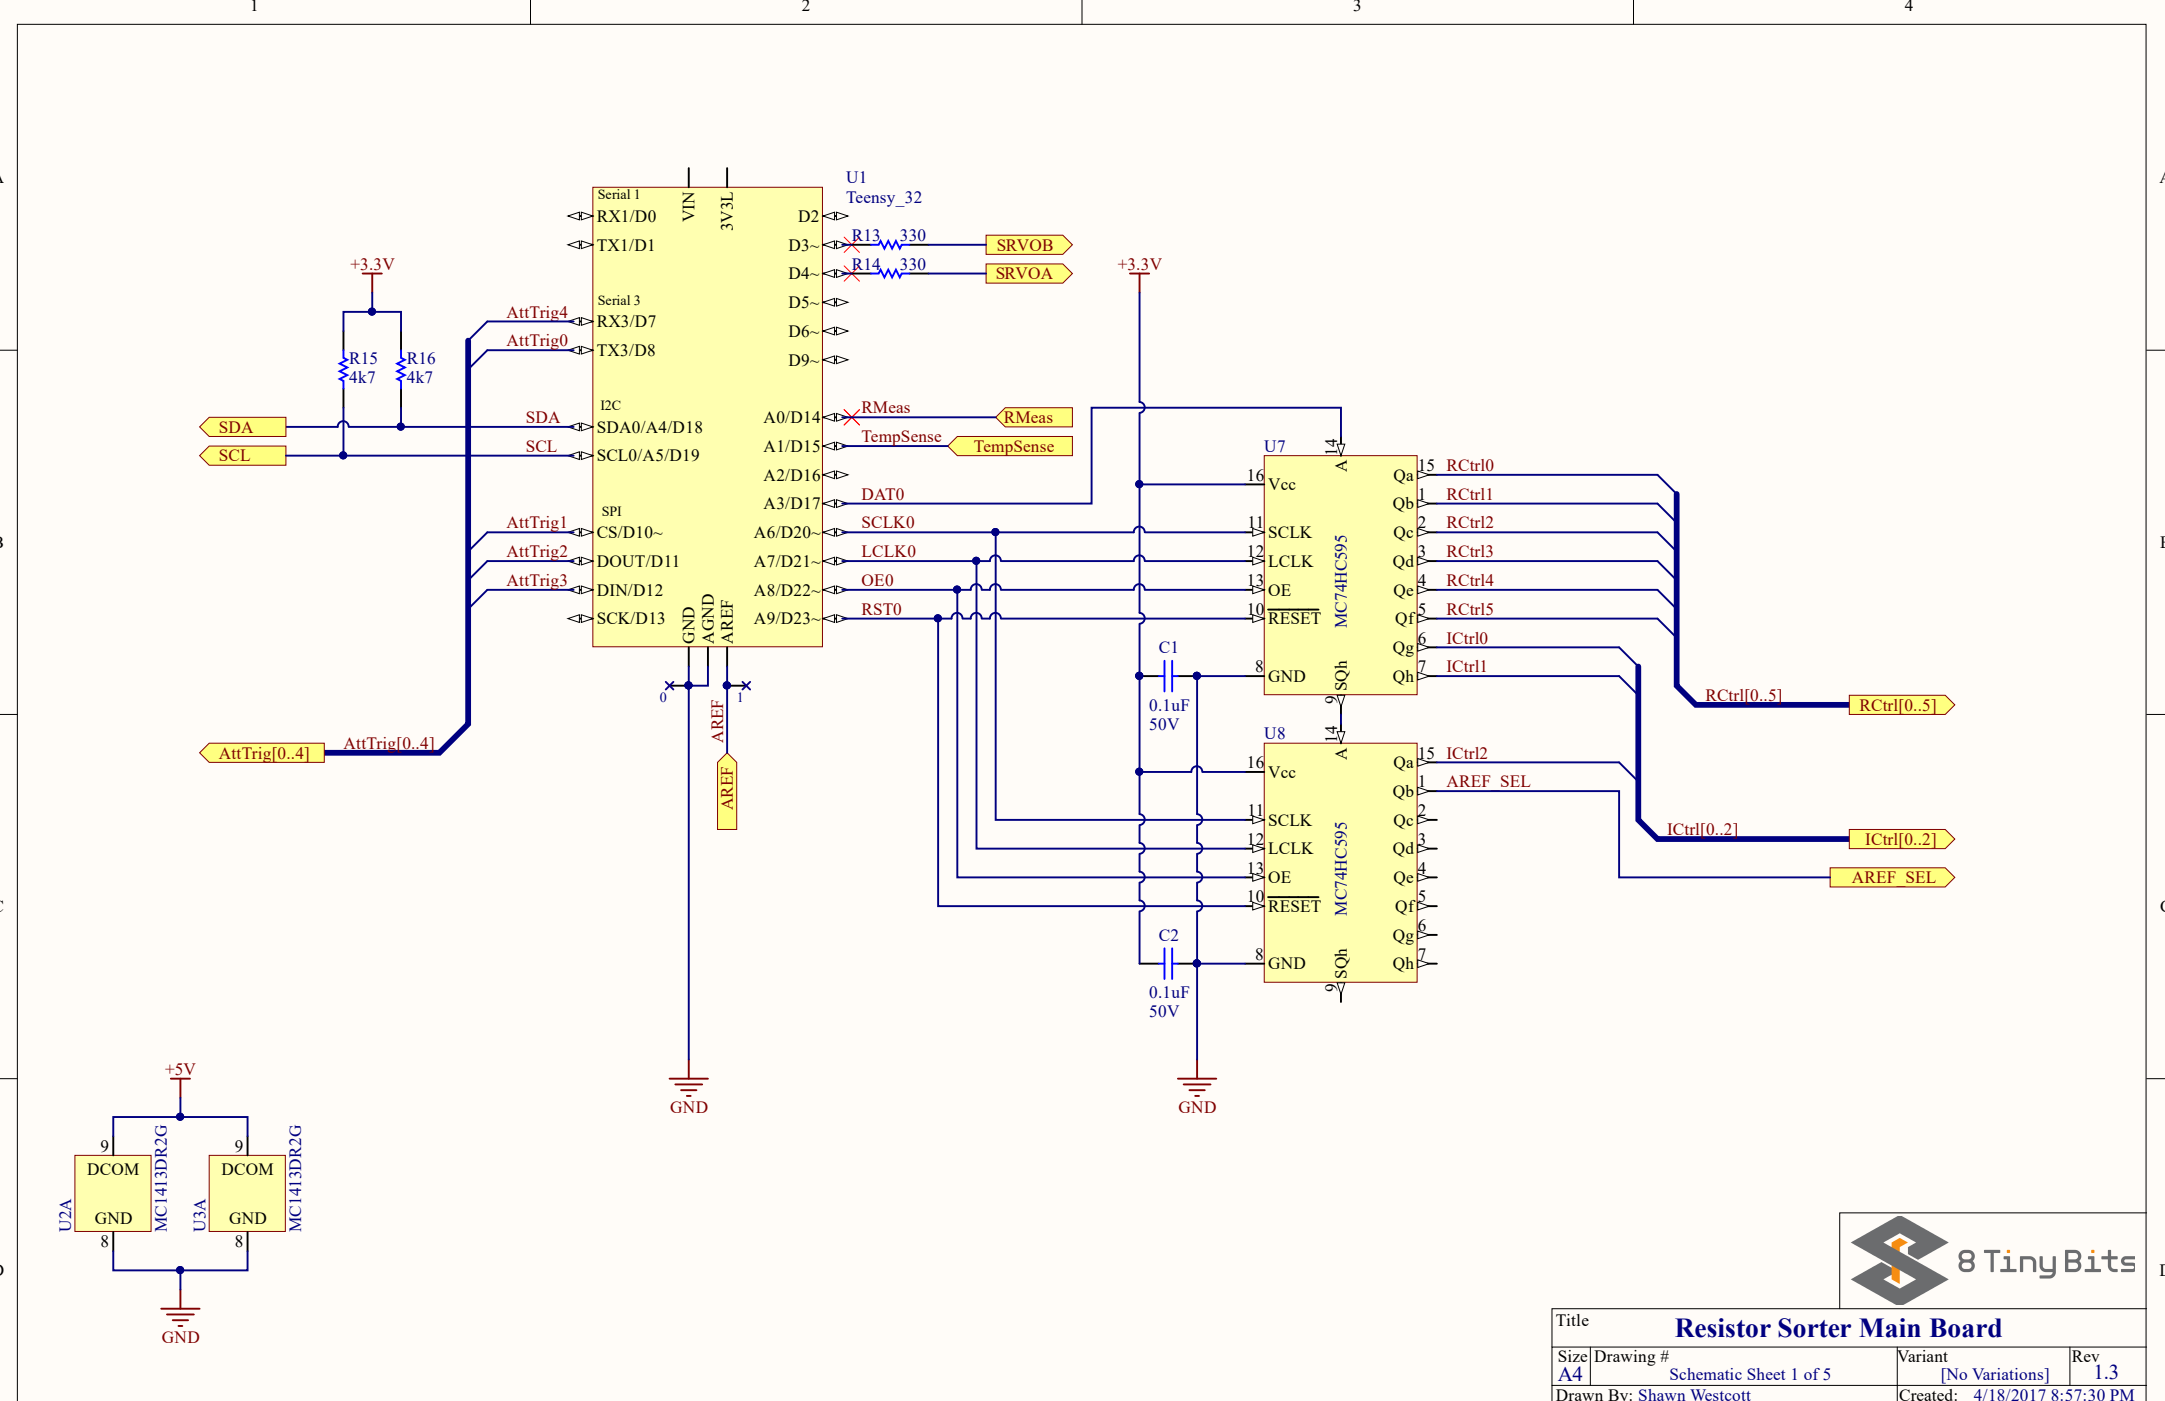 1
2
3
4
U1
Teensy_32
Serial 1
RX1/D0
TX1/D1
Serial 3
RX3/D7
TX3/D8
I2C
SDA0/A4/D18
SCL0/A5/D19
SPI
CS/D10~
DOUT/D11
DIN/D12
SCK/D13
VIN
3V3L
D2
D3~
D4~
D5~
D6~
D9~
A0/D14
A1/D15
A2/D16
A3/D17
A6/D20~
A7/D21~
A8/D22~
A9/D23~
GND
AGND
AREF
0
1
AREF
AREF
GND
R13 330
SRVOB
R14 330
SRVOA
+3.3V
R15
4k7
R16
4k7
SDA
SCL
SDA
SCL
AttTrig4
AttTrig0
AttTrig1
AttTrig2
AttTrig3
AttTrig[0..4]
AttTrig[0..4]
RMeas
RMeas
TempSense
TempSense
DAT0
SCLK0
LCLK0
OE0
RST0
+3.3V
C1
0.1uF
50V
C2
0.1uF
50V
GND
U7
14
A
16 Vcc
11 SCLK
12 LCLK
13 OE
10 RESET
8 GND
MC74HC595
SQh
9
Qa 15
Qb 1
Qc 2
Qd 3
Qe 4
Qf 5
Qg 6
Qh 7
RCtrl0
RCtrl1
RCtrl2
RCtrl3
RCtrl4
RCtrl5
ICtrl0
ICtrl1
RCtrl[0..5]
RCtrl[0..5]
U8
14
A
16 Vcc
11 SCLK
12 LCLK
13 OE
10 RESET
8 GND
MC74HC595
SQh
9
Qa 15
Qb 1
Qc 2
Qd 3
Qe 4
Qf 5
Qg 6
Qh 7
ICtrl2
AREF_SEL
ICtrl[0..2]
ICtrl[0..2]
AREF_SEL
+5V
9
DCOM
GND
8
U2A
MC1413DR2G
9
DCOM
GND
8
U3A
MC1413DR2G
GND
8 TinyBits
Title
Resistor Sorter Main Board
Size
A4
Drawing #
Schematic Sheet 1 of 5
Variant
[No Variations]
Rev
1.3
Drawn By: Shawn Westcott
Created: 4/18/2017 8:57:30 PM